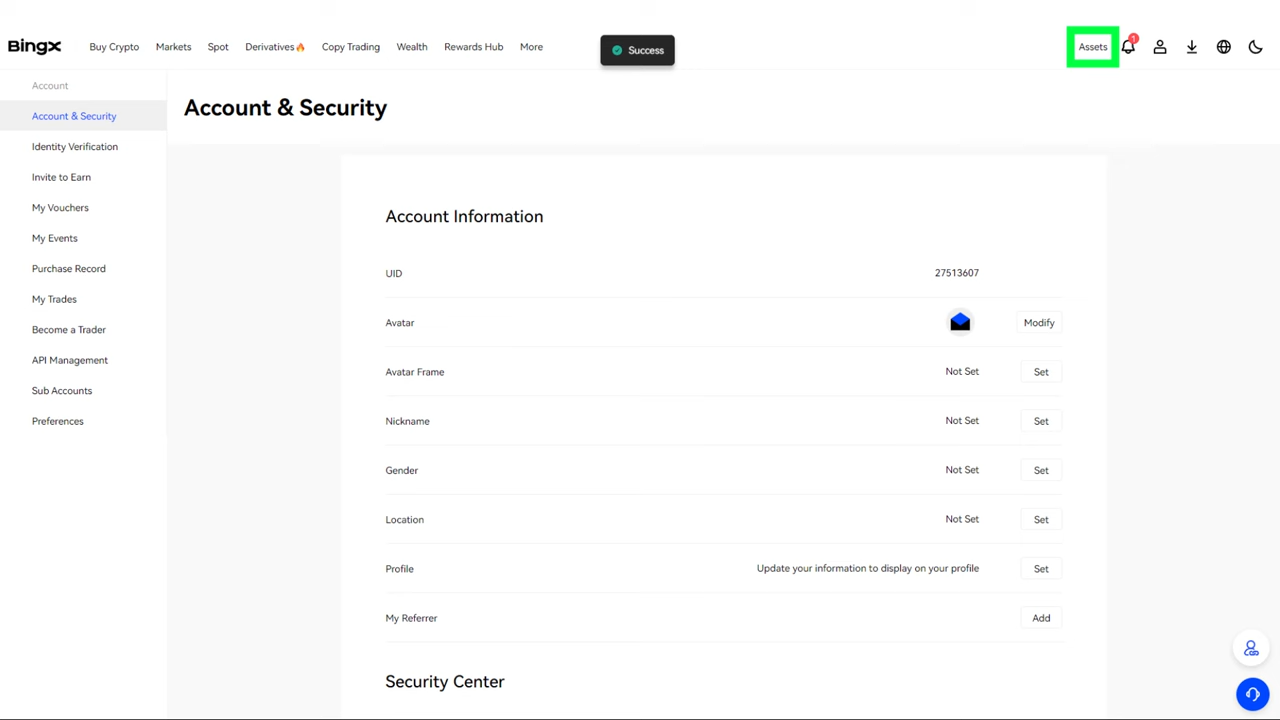 BingX Buy Crypto Markets Spot Derivatives Copy Trading Wealth Rewards Hub More Success Assets 1
Account
Account & Security
Identity Verification
Invite to Earn
My Vouchers
My Events
Purchase Record
My Trades
Become a Trader
API Management
Sub Accounts
Preferences
Account & Security
Account Information
UID 27513607
Avatar Modify
Avatar Frame Not Set Set
Nickname Not Set Set
Gender Not Set Set
Location Not Set Set
Profile Update your information to display on your profile Set
My Referrer Add
Security Center